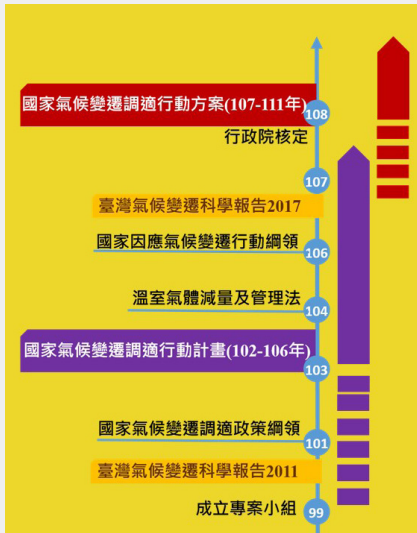 國家氣候變遷調適行動方案(107-111年)
108
行政院核定
107
臺灣氣候變遷科學報告2017
國家因應氣候變遷行動綱領
106
溫室氣體減量及管理法
104
國家氣候變遷調適行動計畫(102-106年)
103
國家氣候變遷調適政策綱領
101
臺灣氣候變遷科學報告2011
成立專案小組
99